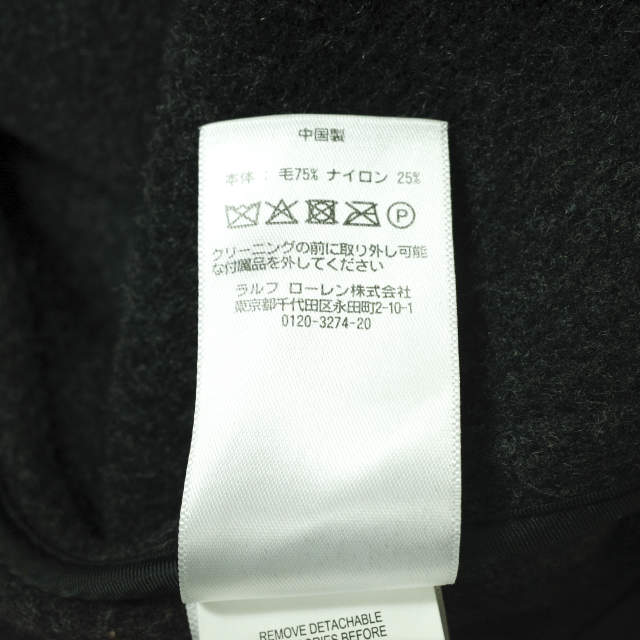 中国製
本体 : 毛75% ナイロン 25%
P
クリーニングの前に取り外し可能
な付属品を外してください
ラルフ ローレン株式会社
東京都千代田区永田町2-10-1
0120-3274-20
REMOVE DETACHABLE
BEFORE